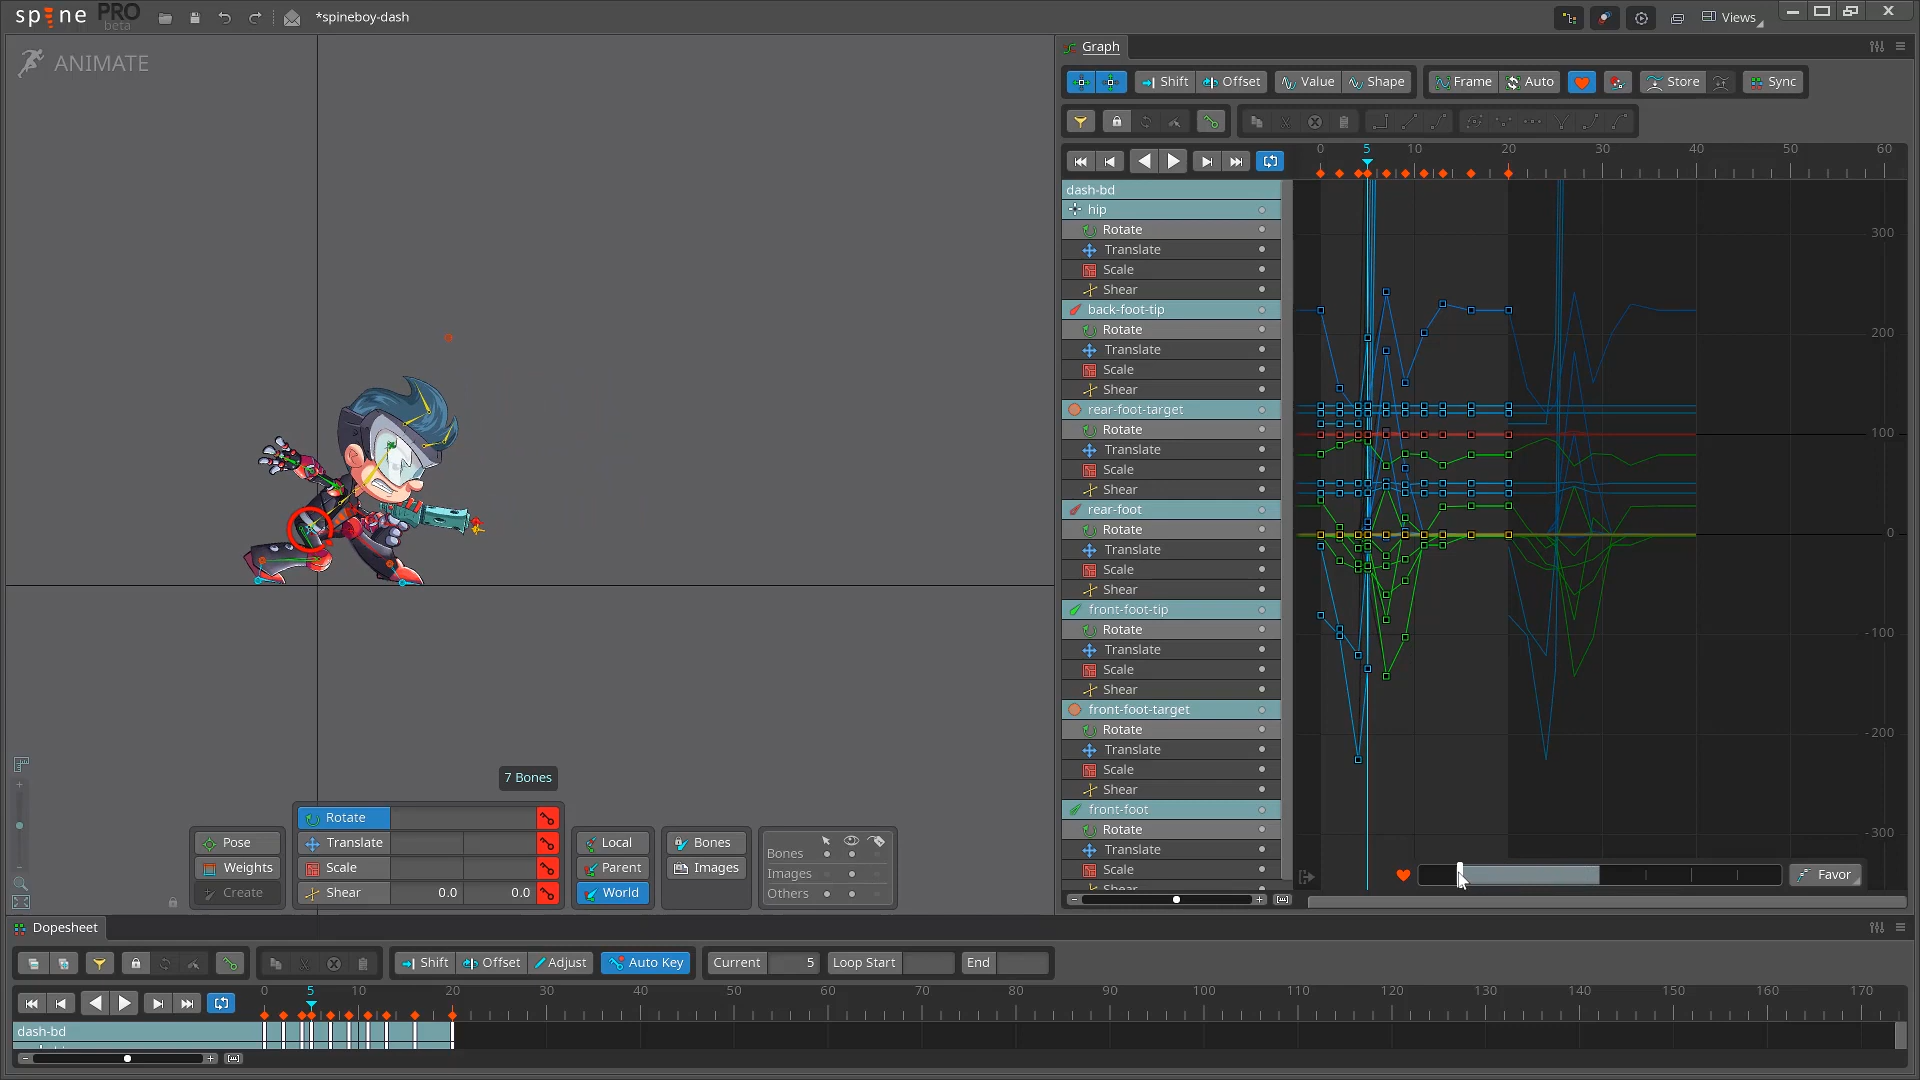 spine PRO beta
*spineboy-dash
Views
ANIMATE
Graph
Shift Offset Value Shape Frame Auto Store Sync
0 5 10 20 30 40 50 60
dash-bd
hip
Rotate
Translate
Scale
Shear
back-foot-tip
Rotate
Translate
Scale
Shear
rear-foot-target
Rotate
Translate
Scale
Shear
rear-foot
Rotate
Translate
Scale
Shear
front-foot-tip
Rotate
Translate
Scale
Shear
front-foot-target
Rotate
Translate
Scale
Shear
front-foot
Rotate
Translate
Scale
Shear
300
200
100
0
-100
-200
-300
Favor
7 Bones
Pose
Weights
Create
Rotate
Translate
Scale
Shear 0.0 0.0
Local
Parent
World
Bones
Images
Bones
Images
Others
Dopesheet
Shift Offset Adjust Auto Key Current 5 Loop Start End
0 5 10 20 30 40 50 60 70 80 90 100 110 120 130 140 150 160 170
dash-bd